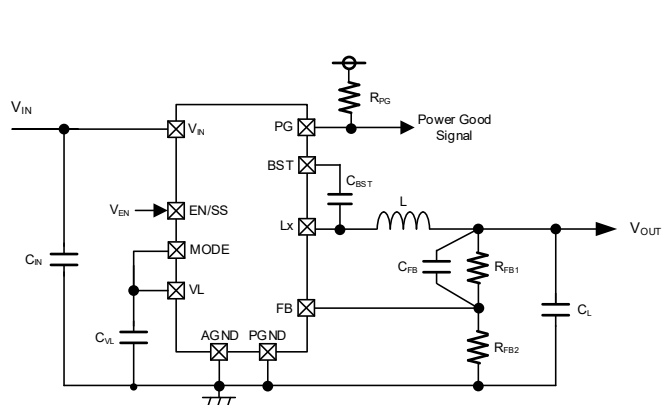 V_IN
R_PG
V_IN
PG
Power Good
Signal
BST
C_BST
V_EN
EN/SS
Lx
L
V_OUT
MODE
C_IN
C_FB
R_FB1
VL
FB
C_L
C_VL
AGND
PGND
R_FB2